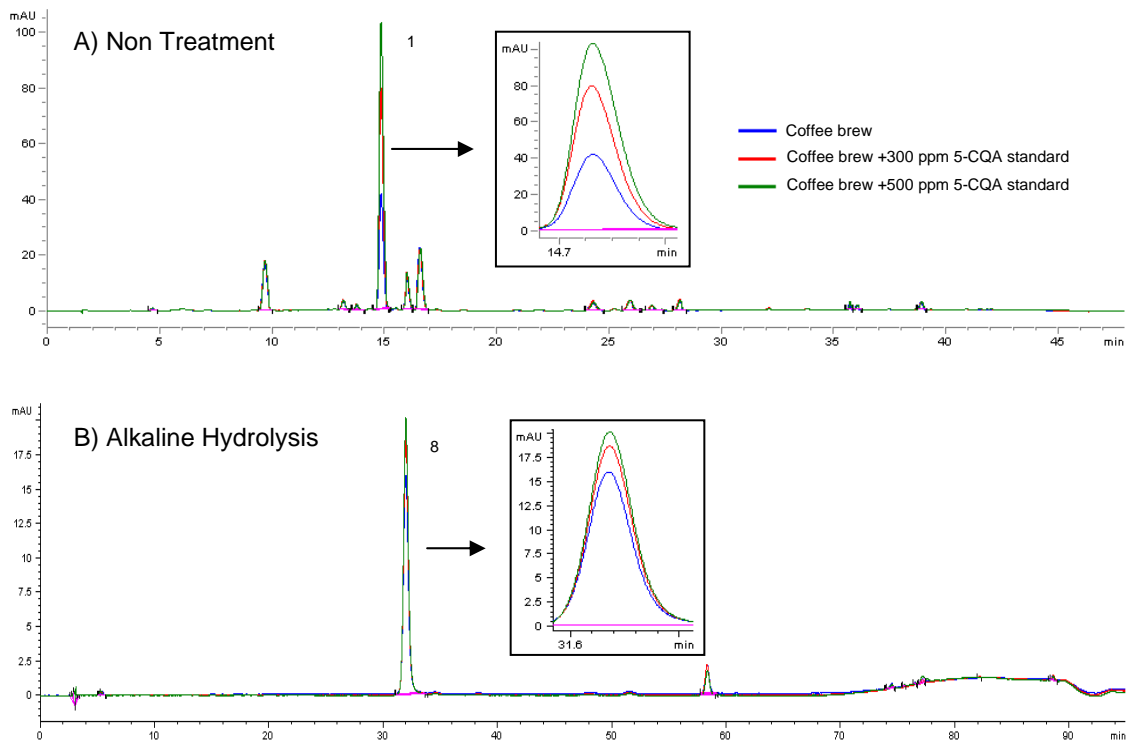 mAU
A) Non Treatment
1
100
80
60
40
20
0
0 5 10 15 20 25 30 35 40 45 min
mAU
100
80
60
40
20
0
14.7 min
Coffee brew
Coffee brew +300 ppm 5-CQA standard
Coffee brew +500 ppm 5-CQA standard
mAU
B) Alkaline Hydrolysis
8
17.5
15
12.5
10
7.5
5
2.5
0
0 10 20 30 40 50 60 70 80 90 min
mAU
17.5
15
12.5
10
7.5
5
2.5
0
31.6 min